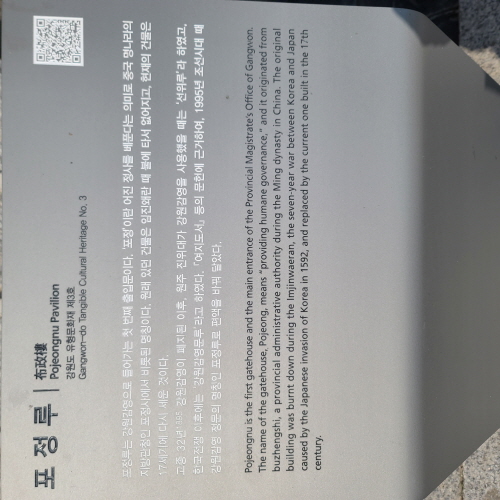 포정루 | 布政樓
Pojeongnu Pavilion
강원도 유형문화재 제3호
Gangwon-do Tangible Cultural Heritage No. 3
포정루는 강원감영으로 들어가는 첫 번째 출입문이다. '포정'이란 어진 정사를 베푼다는 의미로 중국 명나라의
지방관청인 포정사에서 비롯된 명칭이다. 원래 있던 건물은 임진왜란 때 불에 타서 없어지고, 현재의 건물은
17세기에 다시 세운 것이다.
고종 32년 1895 강원감영이 폐지된 이후, 원주 진위대가 강원감영을 사용했을 때는 '선위루'라 하였고,
한국전쟁 이후에는 '강원감영문루'라고 하였다. 『여지도서』 등의 문헌에 근거하여, 1995년 조선시대 때
강원감영 정문의 명칭인 포정루로 편액을 바꿔 달았다.
Pojeongnu is the first gatehouse and the main entrance of the Provincial Magistrate's Office of Gangwon.
The name of the gatehouse, Pojeong, means "providing humane governance," and it originated from
buzhengshi, a provincial administrative authority during the Ming dynasty in China. The original
building was burnt down during the Imjinwaeran, the seven-year war between Korea and Japan
caused by the Japanese invasion of Korea in 1592, and replaced by the current one built in the 17th
century.